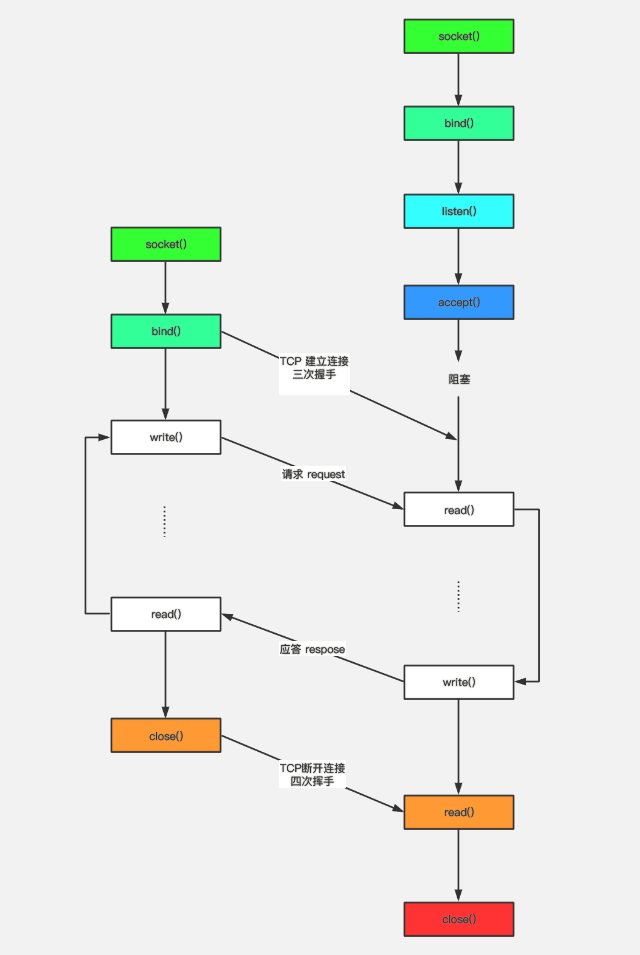 socket()
bind()
listen()
socket()
accept()
bind()
TCP 建立连接
三次握手
阻塞
write()
请求 request
read()
read()
应答 respose
write()
close()
TCP断开连接
四次挥手
read()
close()